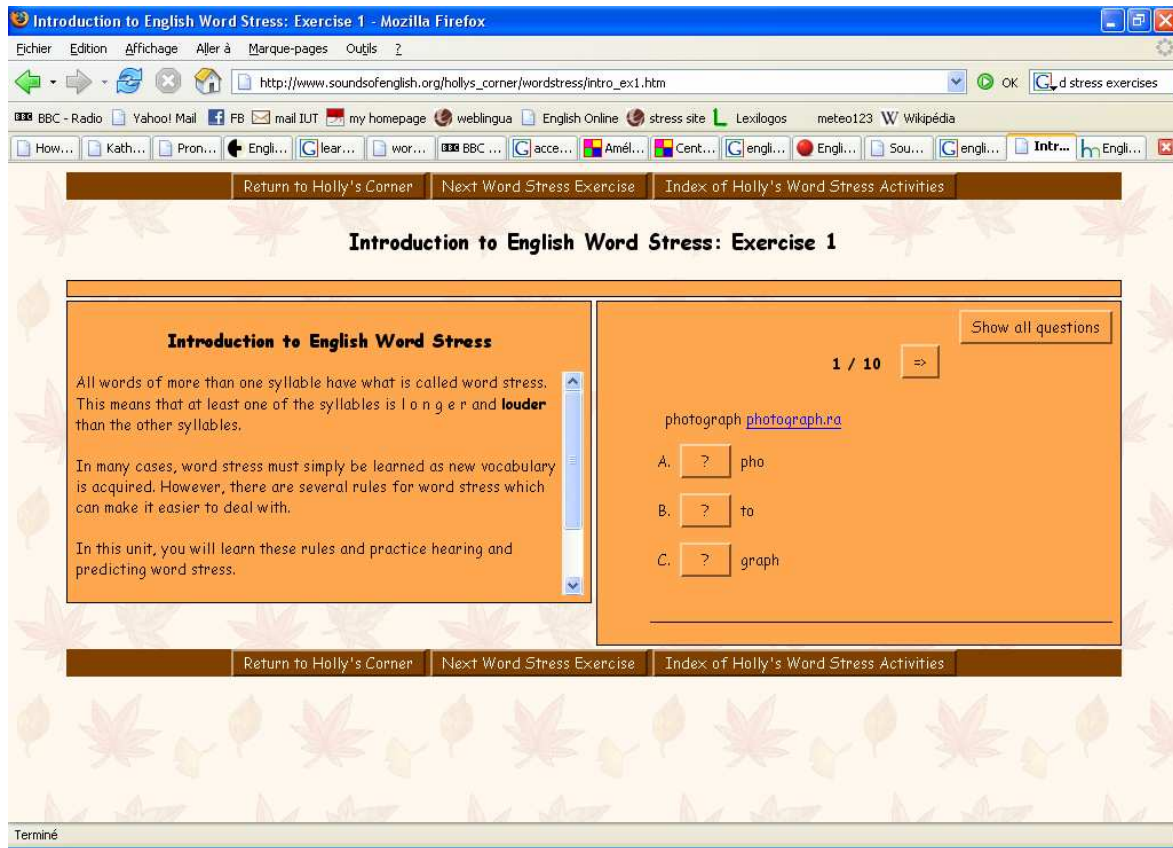 Introduction to English Word Stress: Exercise 1 - Mozilla Firefox
Fichier Edition Affichage Aller à Marque-pages Outils ?
http://www.soundsofenglish.org/hollys_corner/wordstress/intro_ex1.htm OK G d stress exercises
BBC BBC - Radio Yahoo! Mail FB mail IUT my homepage weblingua English Online stress site Lexilogos meteo123 W Wikipédia
How... Kath... Pron... Engli... lear... wor... BBC BBC ... acce... Amél... Cent... engli... Engli... Sou... engli... Intr... Engli...
Return to Holly's Corner Next Word Stress Exercise Index of Holly's Word Stress Activities
Introduction to English Word Stress: Exercise 1
Introduction to English Word Stress
All words of more than one syllable have what is called word stress.
This means that at least one of the syllables is l o n g e r and louder
than the other syllables.
In many cases, word stress must simply be learned as new vocabulary
is acquired. However, there are several rules for word stress which
can make it easier to deal with.
In this unit, you will learn these rules and practice hearing and
predicting word stress.
Show all questions
1 / 10 =>
photograph photograph.ra
A. ? pho
B. ? to
C. ? graph
Return to Holly's Corner Next Word Stress Exercise Index of Holly's Word Stress Activities
Terminé